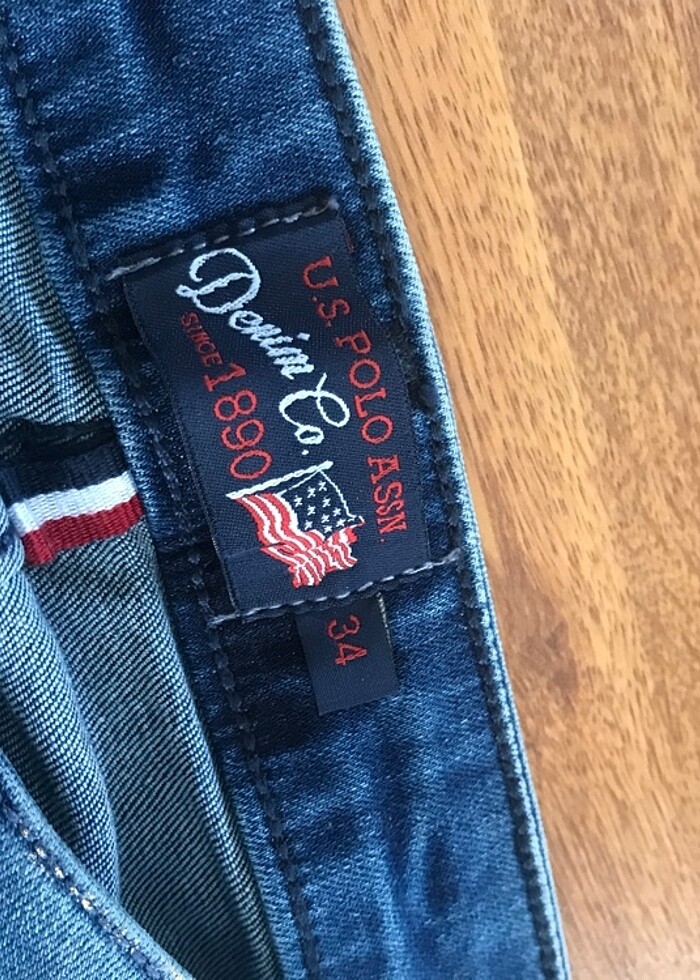 U.S. POLO ASSN.
Denim Co.
SINCE 1890
34